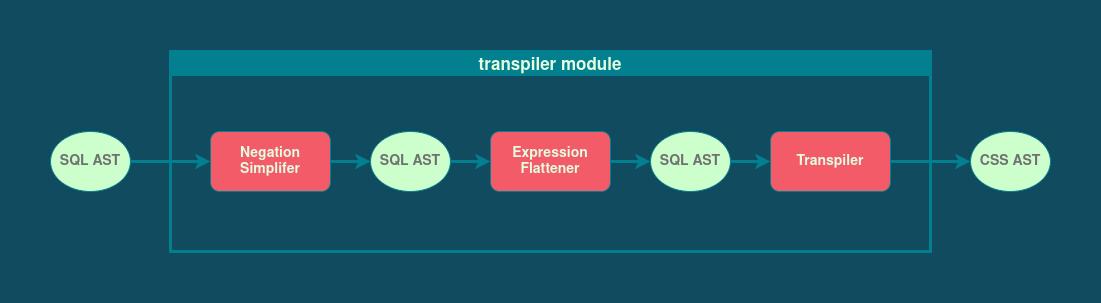 transpiler module
SQL AST
Negation
Simplifer
SQL AST
Expression
Flattener
SQL AST
Transpiler
CSS AST